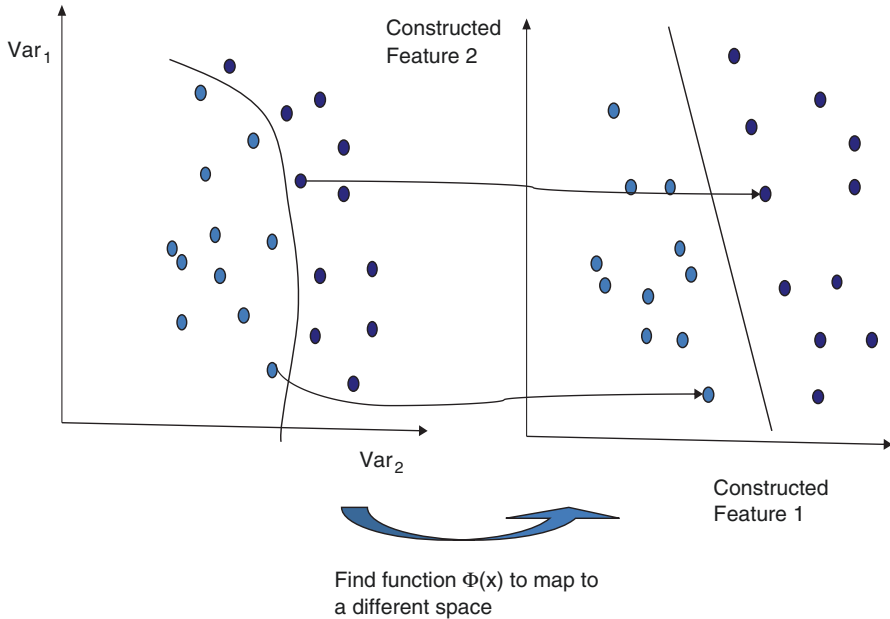 Var₁
Constructed
Feature 2
Var₂
Constructed
Feature 1
Find function Φ(x) to map to
a different space